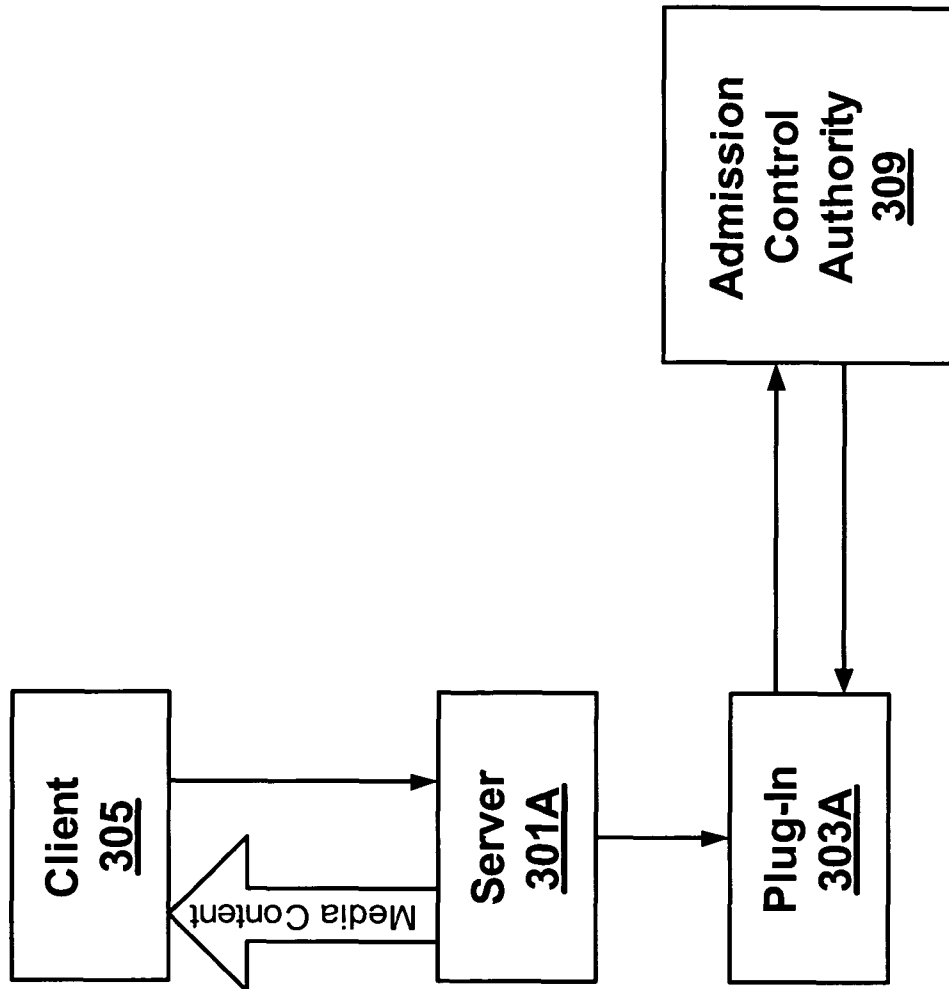 Client
305
Media Content
Server
301A
Plug-In
303A
Admission
Control
Authority
309